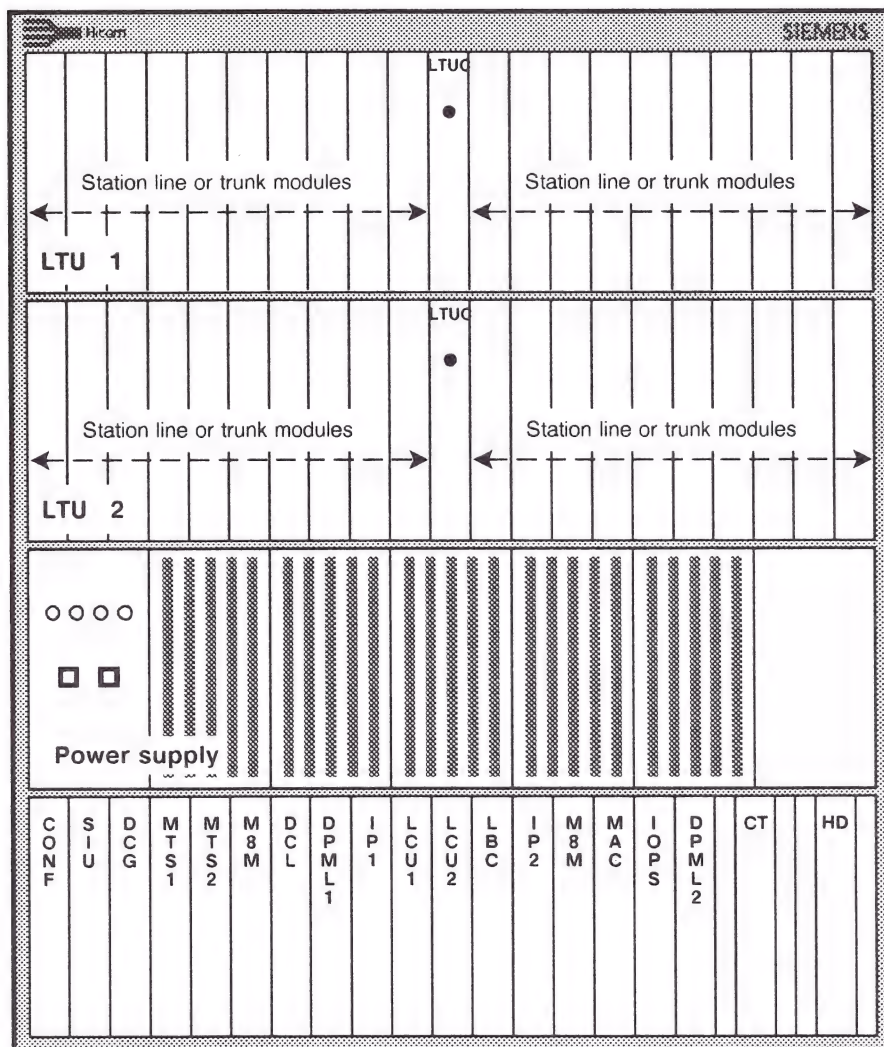 Hicom SIEMENS
LTUC
Station line or trunk modules Station line or trunk modules
LTU 1
LTUC
Station line or trunk modules Station line or trunk modules
LTU 2
Power supply
CONF SIU DCG MTS1 MTS2 M8M DCL DPML1 IP1 LCU1 LCU2 LBC IP2 M8M MAC IOPS DPML2 CT HD